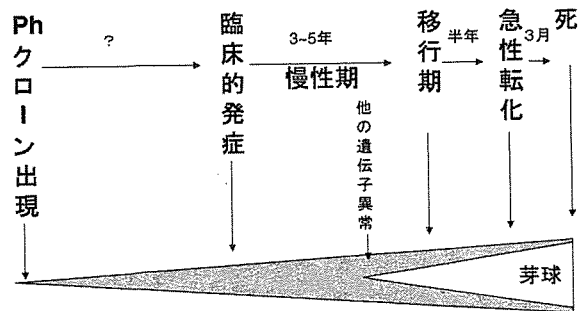 Phクローン出現
?
臨床的発症
3~5年
慢性期
他の遺伝子異常
移行期
半年
急性転化
3月
死
芽球